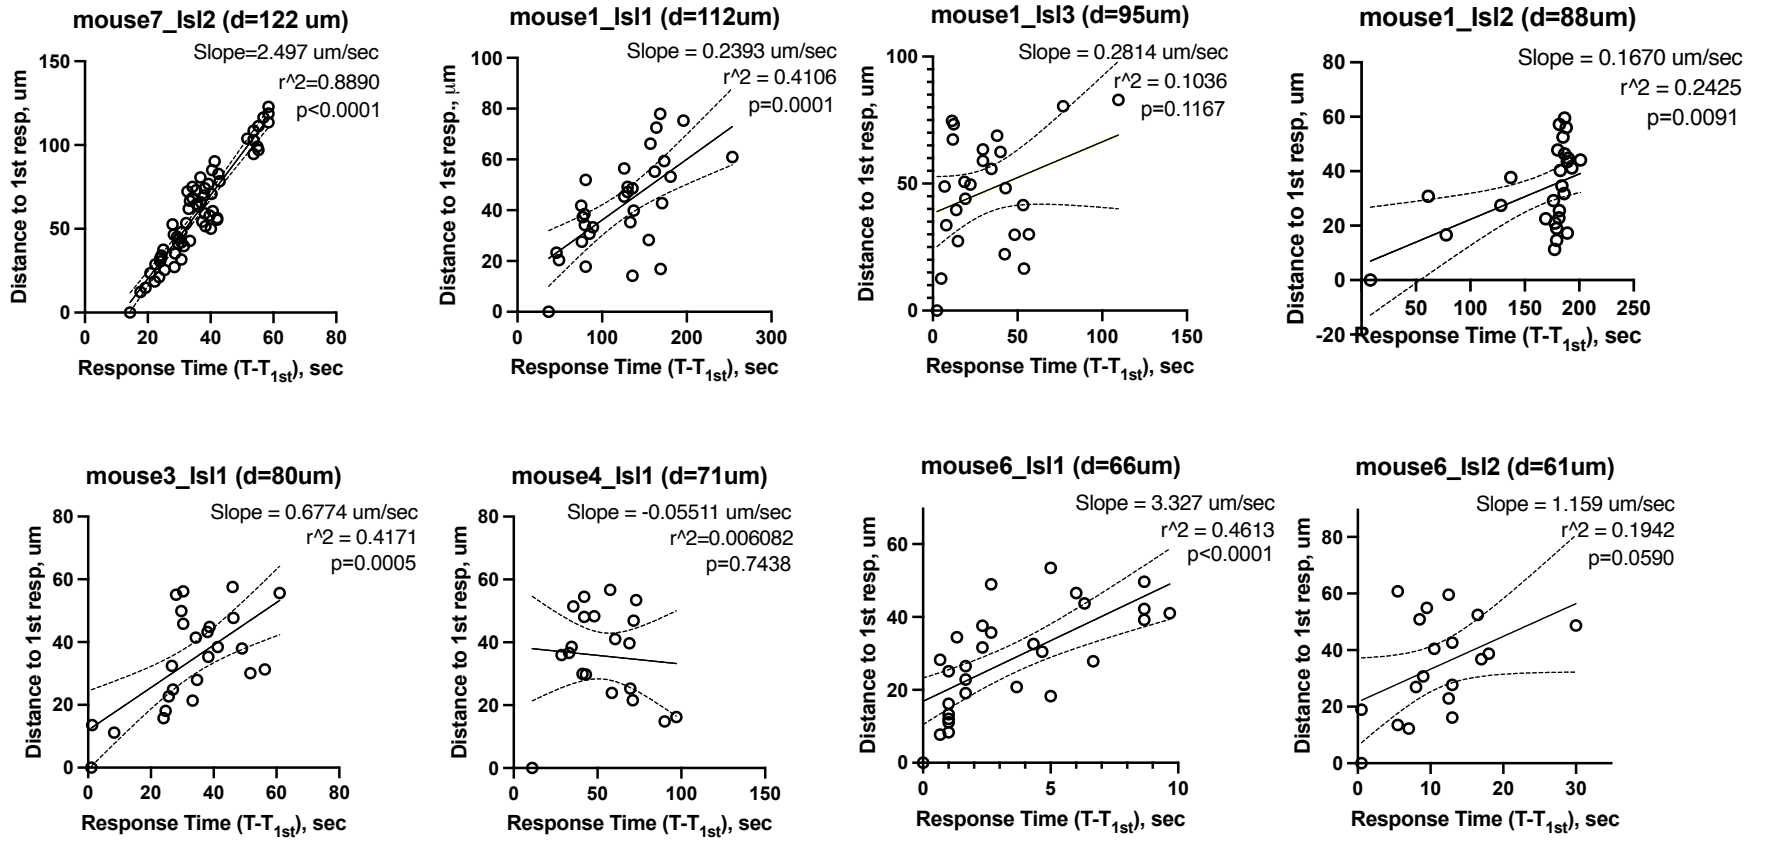 mouse7_Isl2 (d=122 um)
Slope=2.497 um/sec
r^2=0.8890
p<0.0001
Distance to 1st resp, um
150
100
50
0
0 20 40 60 80
Response Time (T-T1st), sec
mouse1_Isl1 (d=112um)
Slope = 0.2393 um/sec
r^2 = 0.4106
p=0.0001
Distance to 1st resp., µm
100
80
60
40
20
0
0 100 200 300
Response Time (T-T1st), sec
mouse1_Isl3 (d=95um)
Slope = 0.2814 um/sec
r^2 = 0.1036
p=0.1167
Distance to 1st resp, um
100
50
0
0 50 100 150
Response Time (T-T1st), sec
mouse1_Isl2 (d=88um)
Slope = 0.1670 um/sec
r^2 = 0.2425
p=0.0091
Distance to 1st resp, um
80
60
40
20
0
-20
50 100 150 200 250
Response Time (T-T1st), sec
mouse3_Isl1 (d=80um)
Slope = 0.6774 um/sec
r^2 = 0.4171
p=0.0005
Distance to 1st resp, um
80
60
40
20
0
0 20 40 60 80
Response Time (T-T1st), sec
mouse4_Isl1 (d=71um)
Slope = -0.05511 um/sec
r^2=0.006082
p=0.7438
Distance to 1st resp, um
80
60
40
20
0
0 50 100 150
Response Time (T-T1st), sec
mouse6_Isl1 (d=66um)
Slope = 3.327 um/sec
r^2 = 0.4613
p<0.0001
Distance to 1st resp, um
60
40
20
0
0 5 10
Response Time (T-T1st), sec
mouse6_Isl2 (d=61um)
Slope = 1.159 um/sec
r^2 = 0.1942
p=0.0590
Distance to 1st resp, um
80
60
40
20
0
0 10 20 30
Response Time (T-T1st), sec